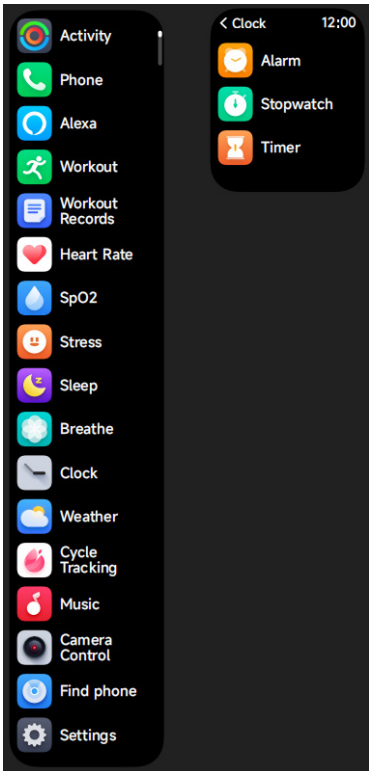 Activity
Phone
Alexa
Workout
Workout
Records
Heart Rate
SpO2
Stress
Sleep
Breathe
Clock
Weather
Cycle
Tracking
Music
Camera
Control
Find phone
Settings
< Clock 12:00
Alarm
Stopwatch
Timer